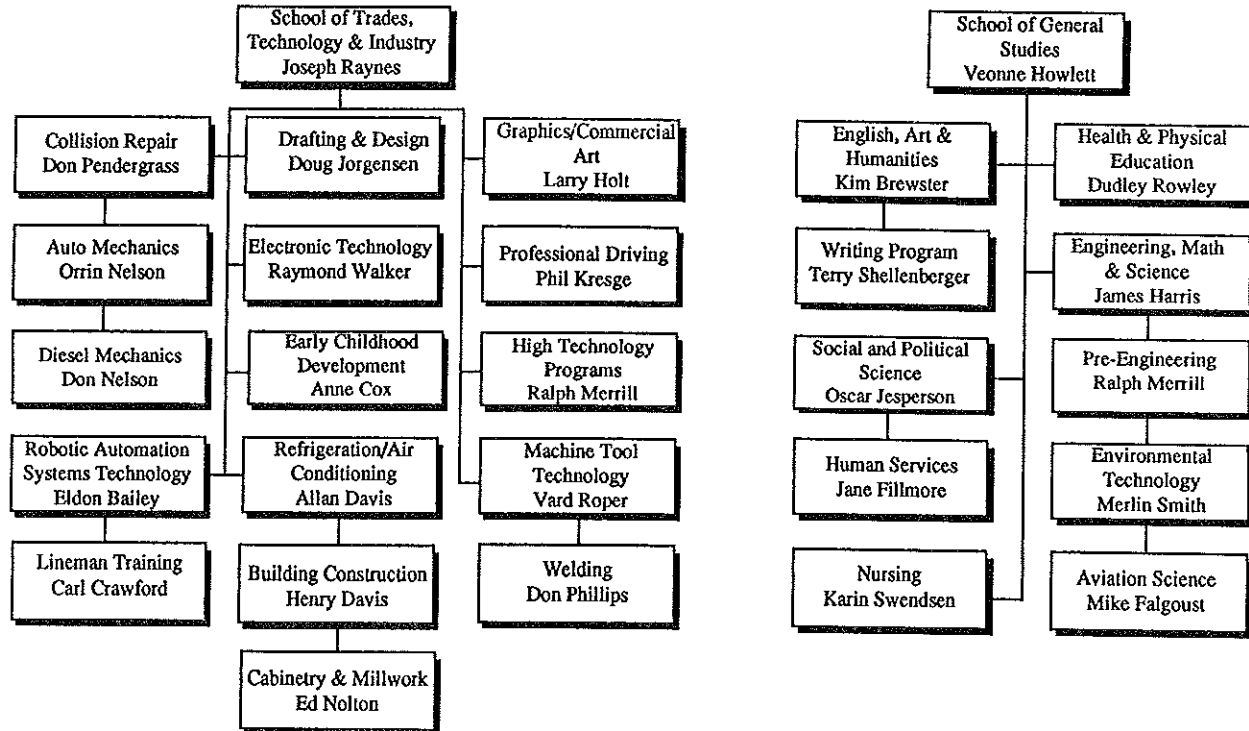 School of Trades,
Technology & Industry
Joseph Raynes
Collision Repair
Don Pendergrass
Drafting & Design
Doug Jorgensen
Graphics/Commercial
Art
Larry Holt
Auto Mechanics
Orrin Nelson
Electronic Technology
Raymond Walker
Professional Driving
Phil Kresge
Diesel Mechanics
Don Nelson
Early Childhood
Development
Anne Cox
High Technology
Programs
Ralph Merrill
Robotic Automation
Systems Technology
Eldon Bailey
Refrigeration/Air
Conditioning
Allan Davis
Machine Tool
Technology
Vard Roper
Lineman Training
Carl Crawford
Building Construction
Henry Davis
Welding
Don Phillips
Cabinetry & Millwork
Ed Nolton
School of General
Studies
Veonne Howlett
English, Art &
Humanities
Kim Brewster
Health & Physical
Education
Dudley Rowley
Writing Program
Terry Shellenberger
Engineering, Math
& Science
James Harris
Social and Political
Science
Oscar Jesperson
Pre-Engineering
Ralph Merrill
Human Services
Jane Fillmore
Environmental
Technology
Merlin Smith
Nursing
Karin Swendsen
Aviation Science
Mike Falgoust